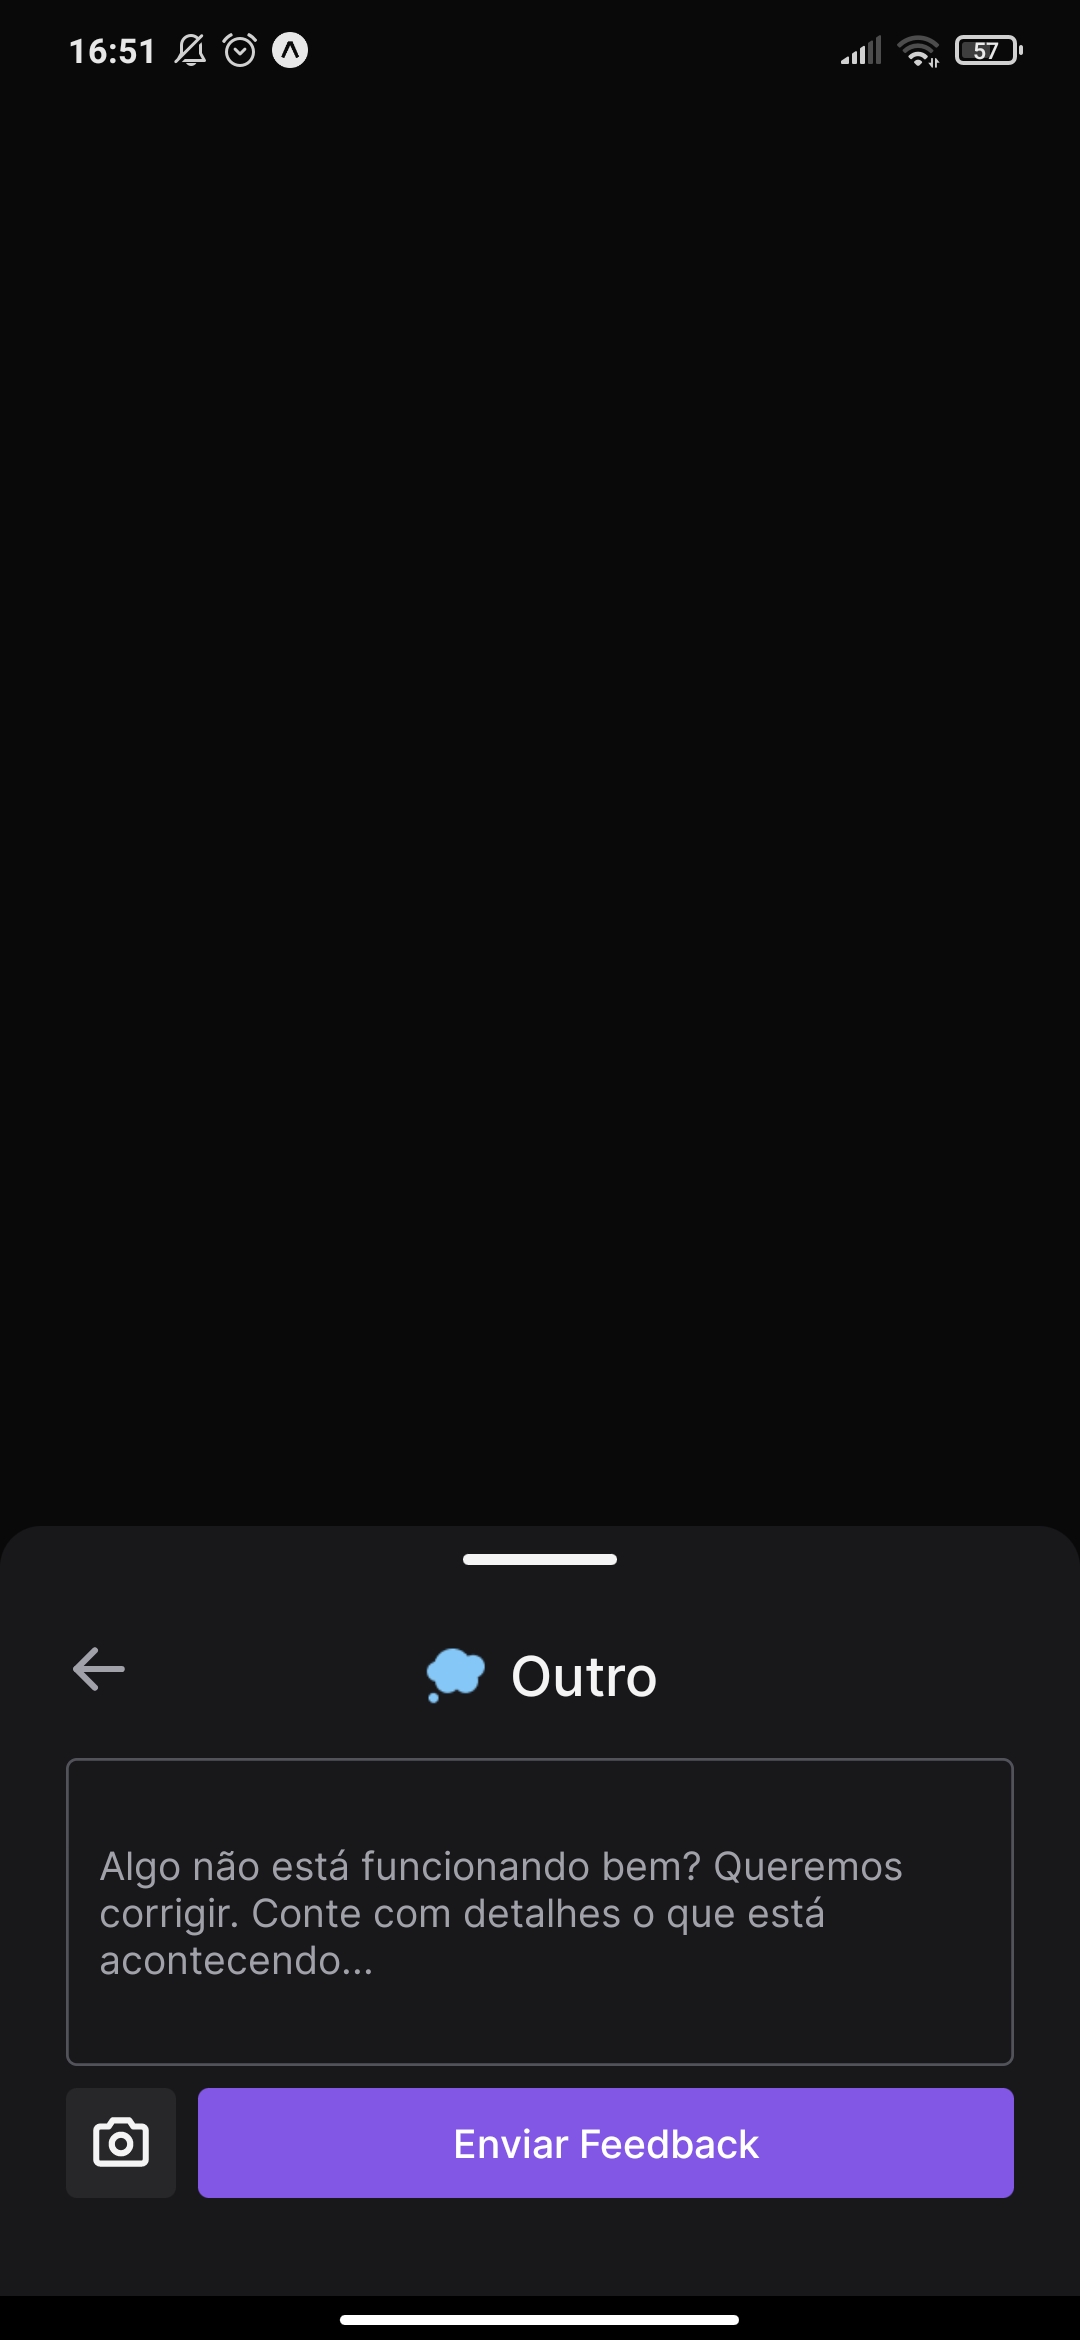 16:51
57
Outro
Algo não está funcionando bem? Queremos
corrigir. Conte com detalhes o que está
acontecendo...
Enviar Feedback